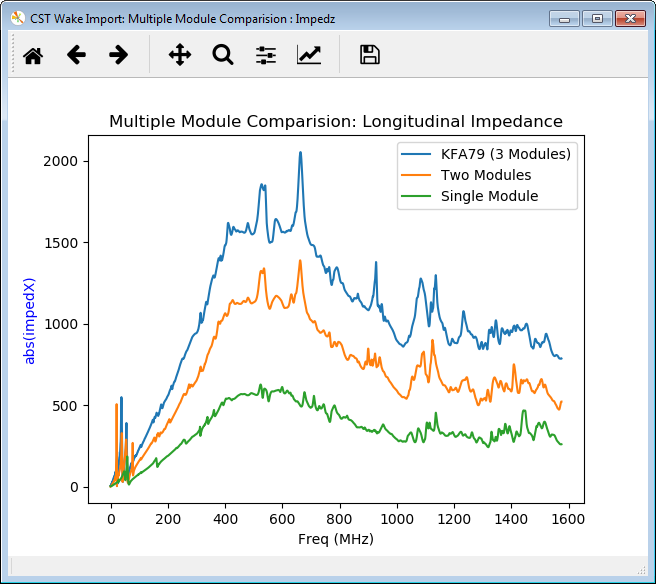 CST Wake Import: Multiple Module Comparision : Impedz
Multiple Module Comparision: Longitudinal Impedance
KFA79 (3 Modules)
Two Modules
Single Module
abs(impedX)
2000
1500
1000
500
0
0 200 400 600 800 1000 1200 1400 1600
Freq (MHz)